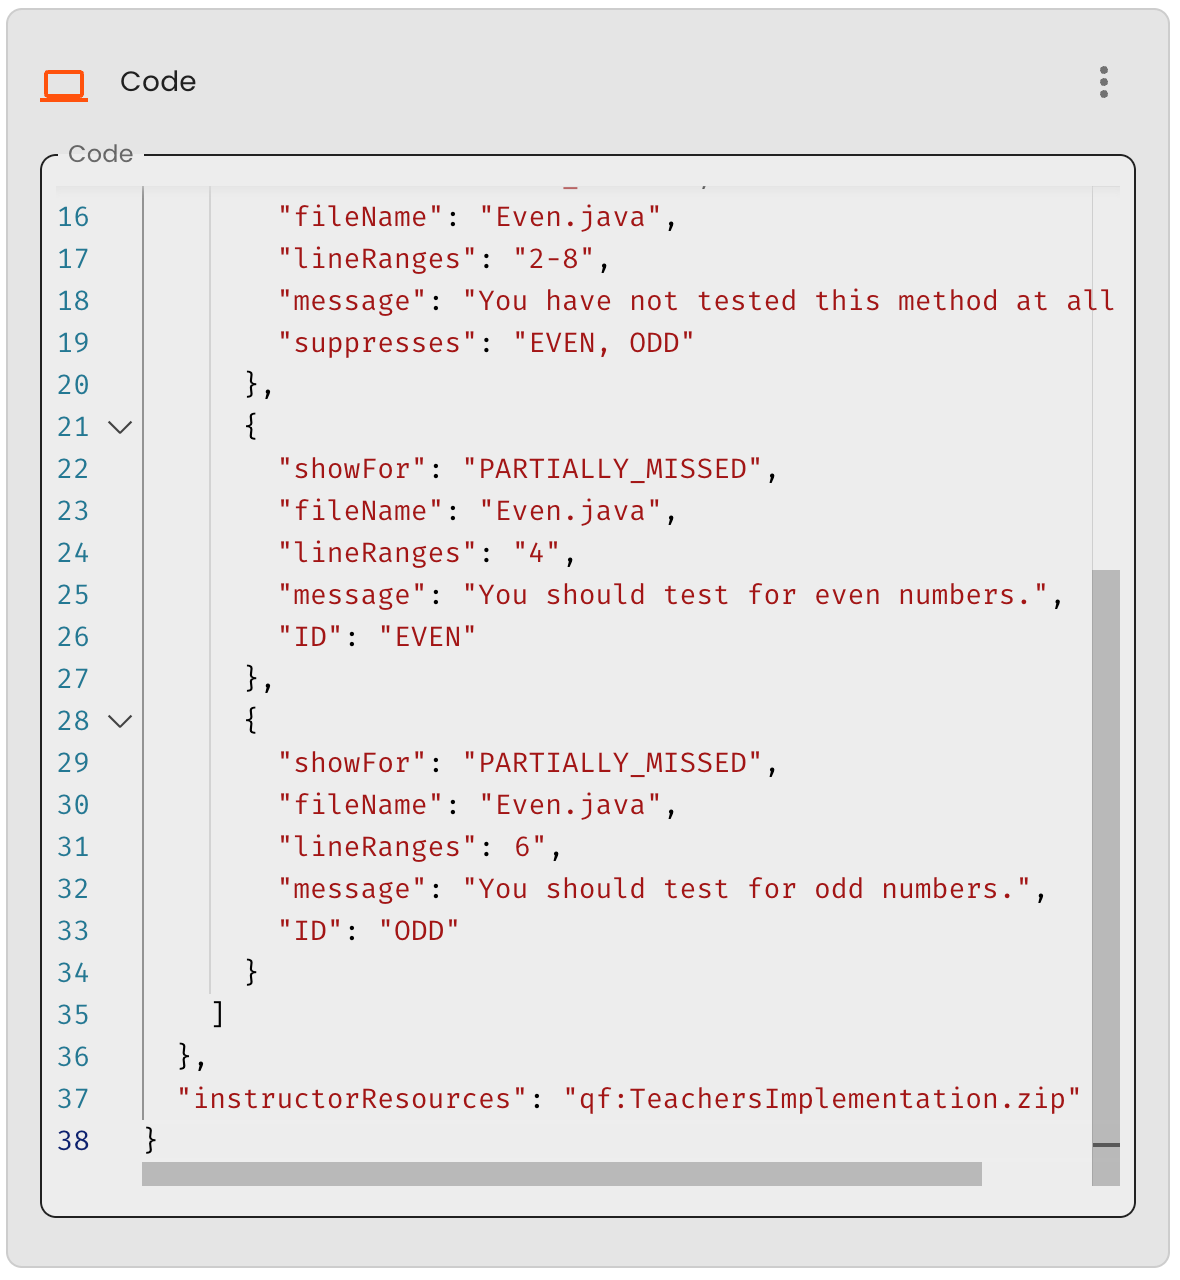 Code
Code
16 "fileName": "Even.java",
17 "lineRanges": "2-8",
18 "message": "You have not tested this method at all
19 "suppresses": "EVEN, ODD"
20 },
21 {
22 "showFor": "PARTIALLY_MISSED",
23 "fileName": "Even.java",
24 "lineRanges": "4",
25 "message": "You should test for even numbers.",
26 "ID": "EVEN"
27 },
28 {
29 "showFor": "PARTIALLY_MISSED",
30 "fileName": "Even.java",
31 "lineRanges": 6",
32 "message": "You should test for odd numbers.",
33 "ID": "ODD"
34 }
35 ]
36 },
37 "instructorResources": "qf:TeachersImplementation.zip"
38 }